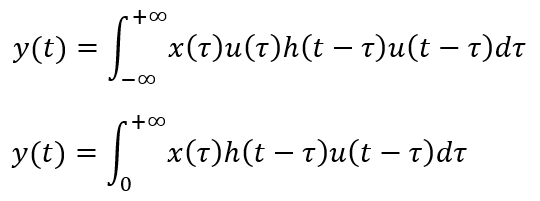 y(t) = ∫_{−∞}^{+∞} x(τ)u(τ)h(t − τ)u(t − τ)dτ
y(t) = ∫_{0}^{+∞} x(τ)h(t − τ)u(t − τ)dτ